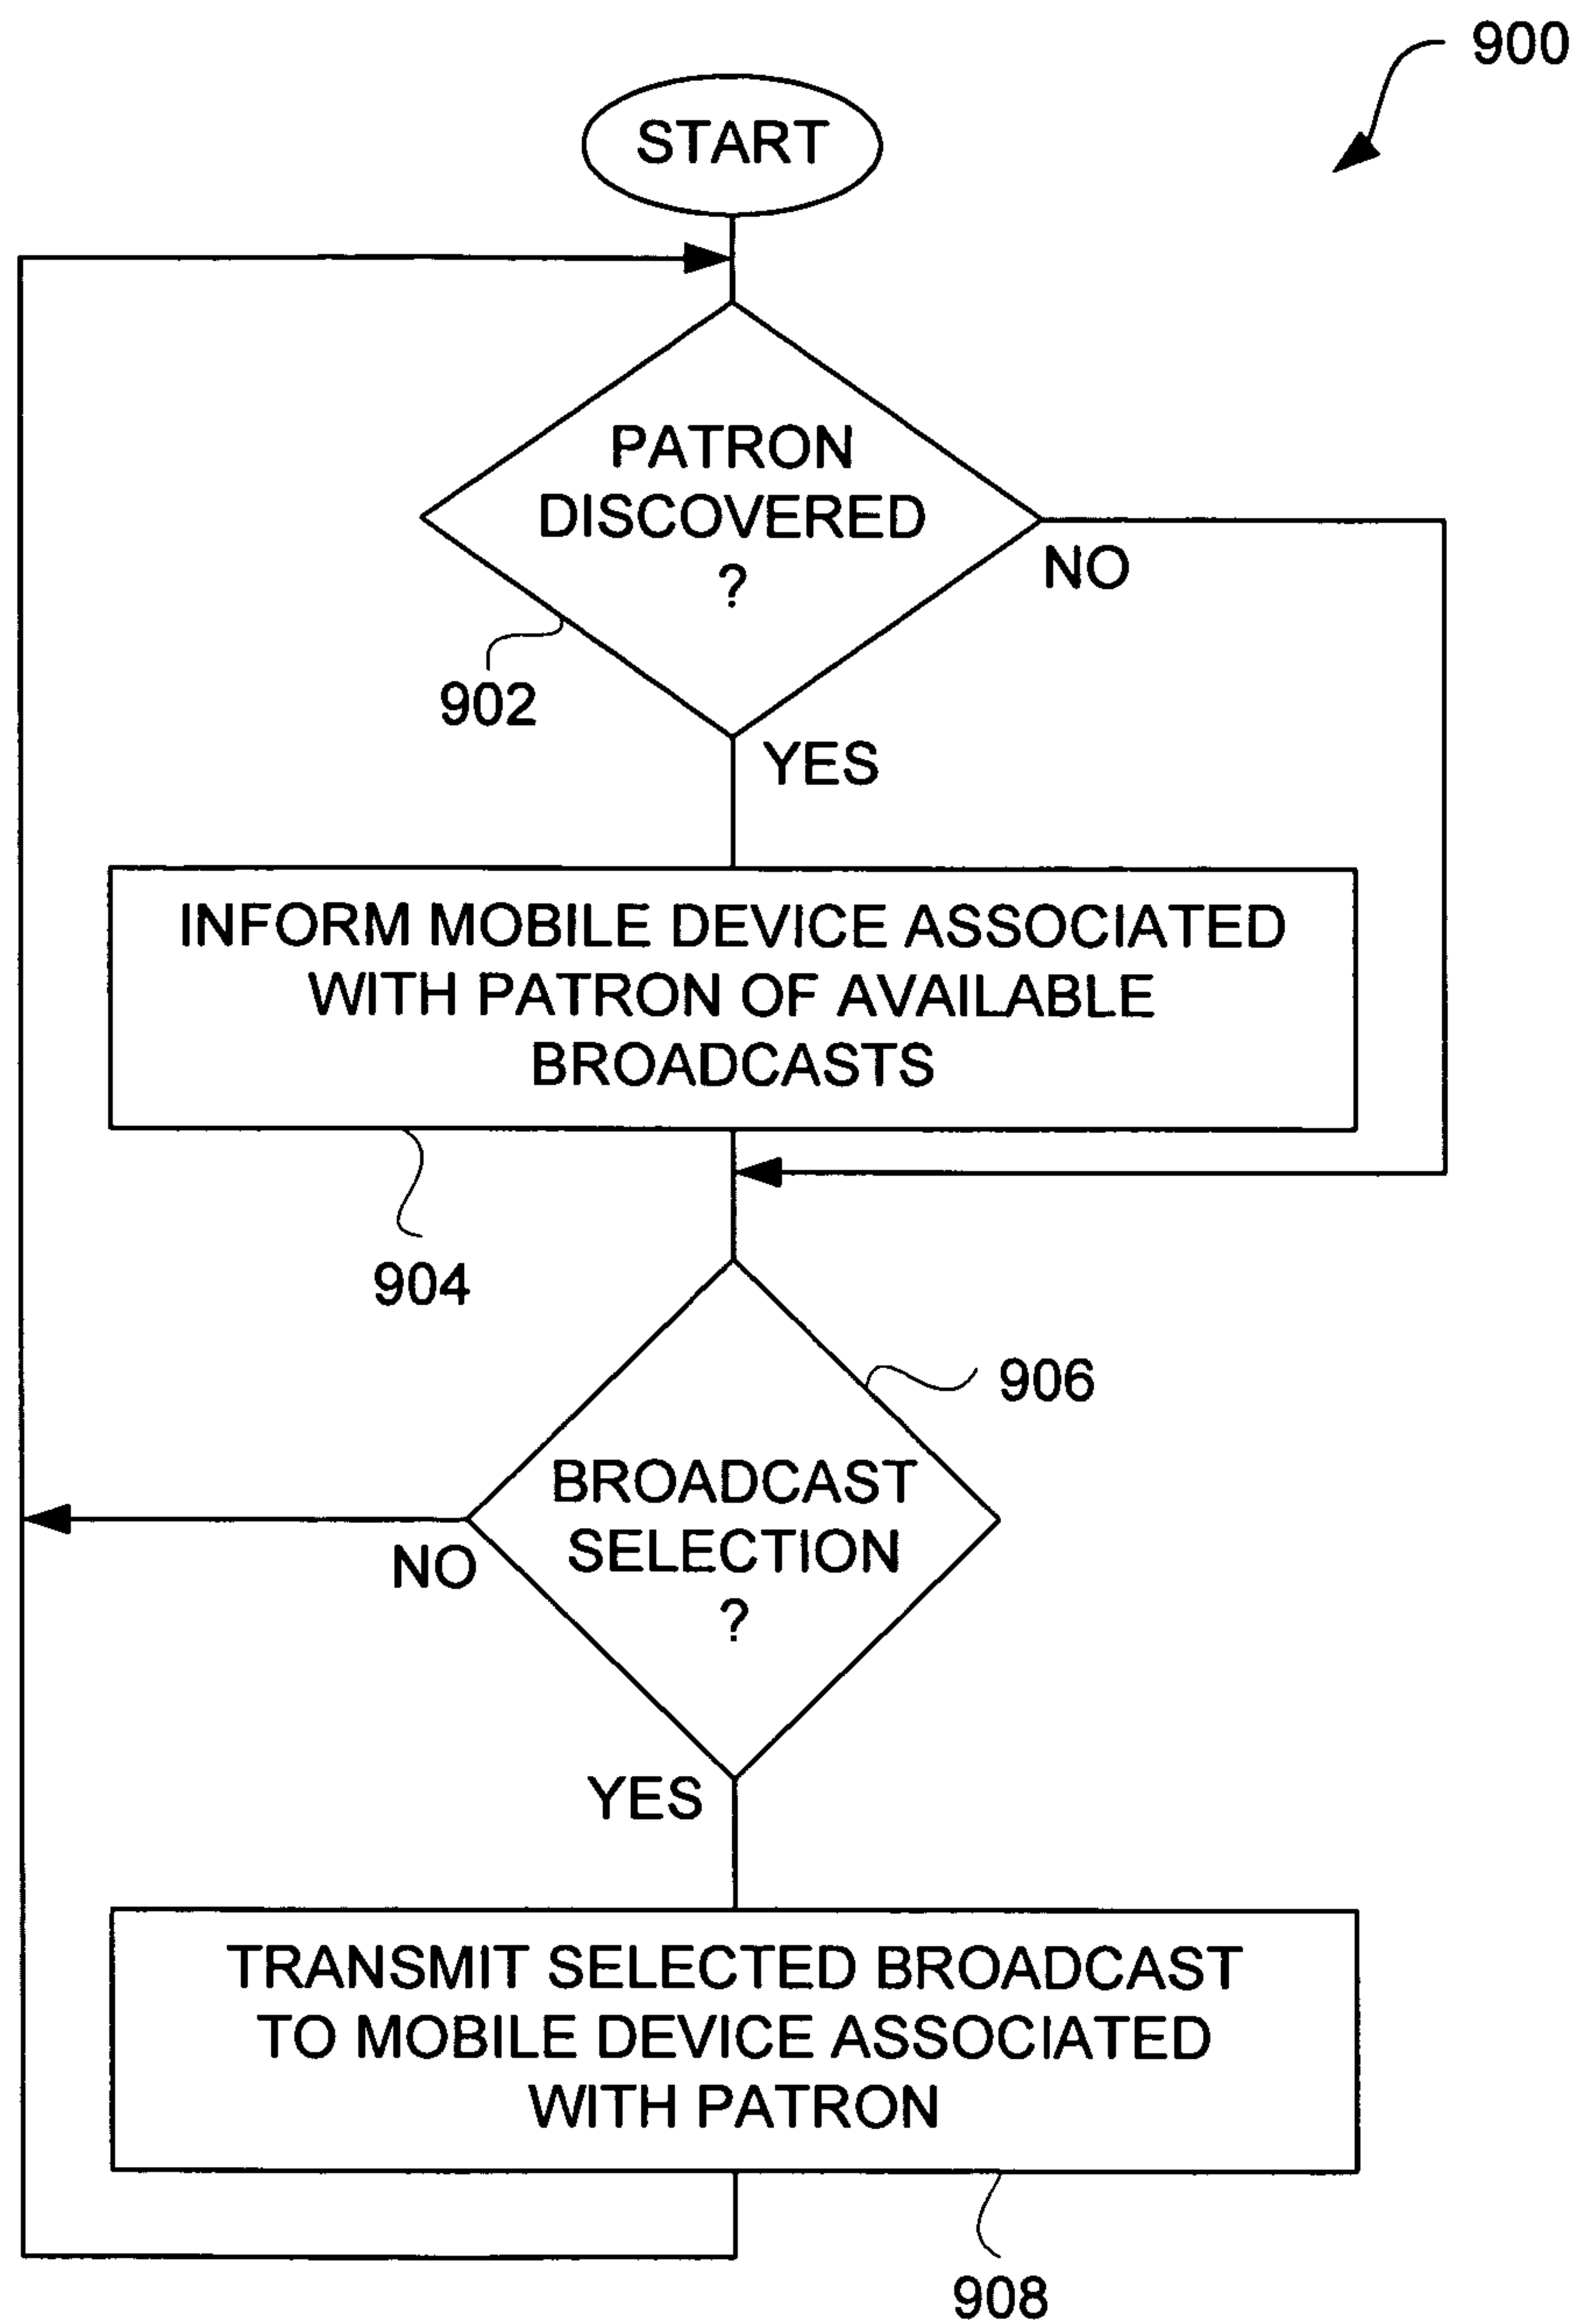 900
START
PATRON
DISCOVERED
?
NO
902
YES
INFORM MOBILE DEVICE ASSOCIATED
WITH PATRON OF AVAILABLE
BROADCASTS
904
906
BROADCAST
SELECTION
?
NO
YES
TRANSMIT SELECTED BROADCAST
TO MOBILE DEVICE ASSOCIATED
WITH PATRON
908